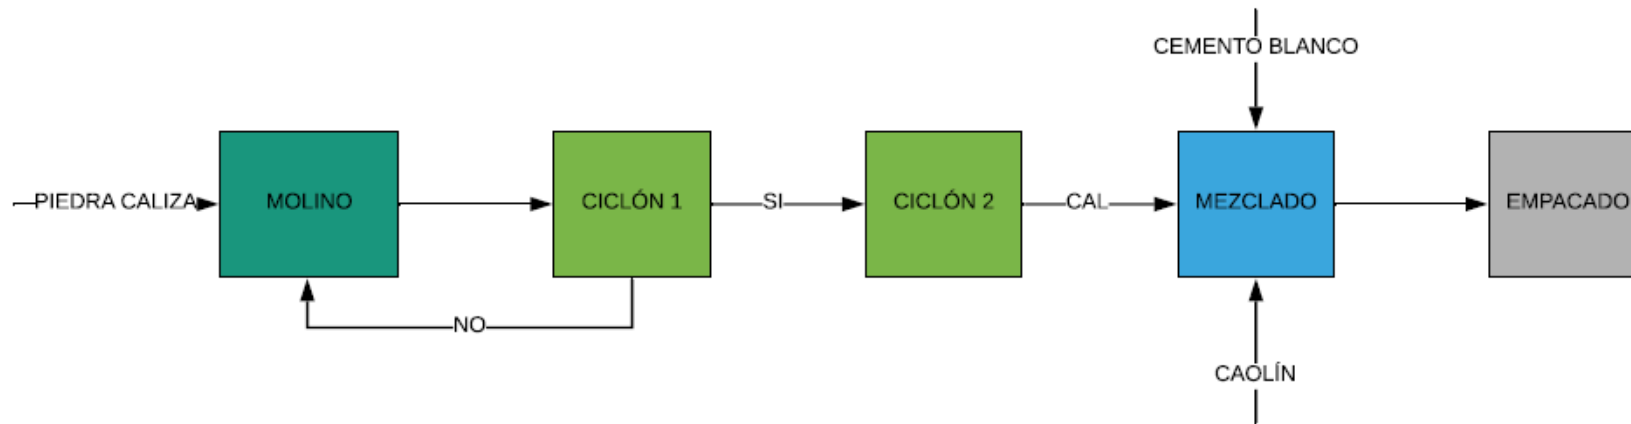 CEMENTO BLANCO
PIEDRA CALIZA
MOLINO
CICLÓN 1
SI
CICLÓN 2
CAL
MEZCLADO
EMPACADO
NO
CAOLÍN